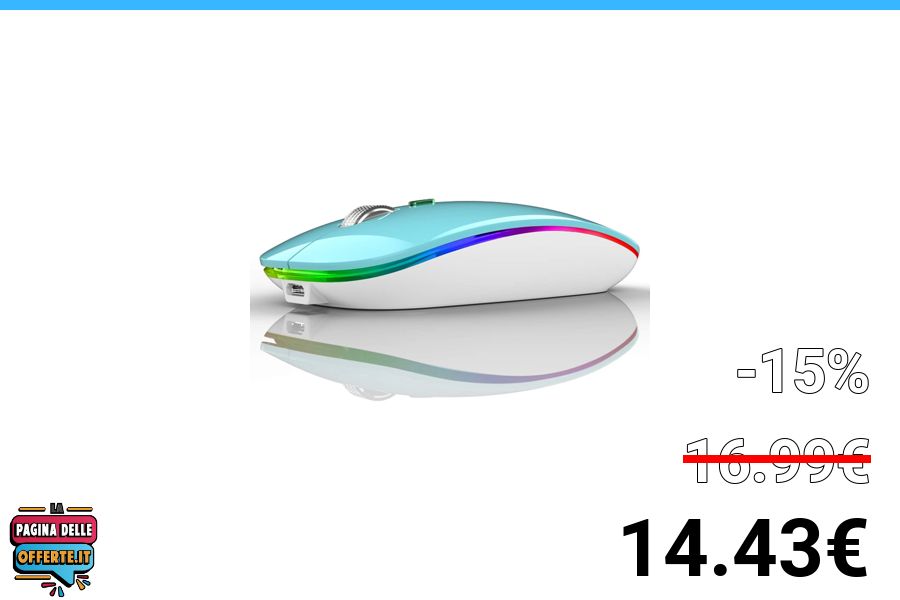 -15%
16.99€
14.43€
LA
PAGINA DELLE
OFFERTE.IT